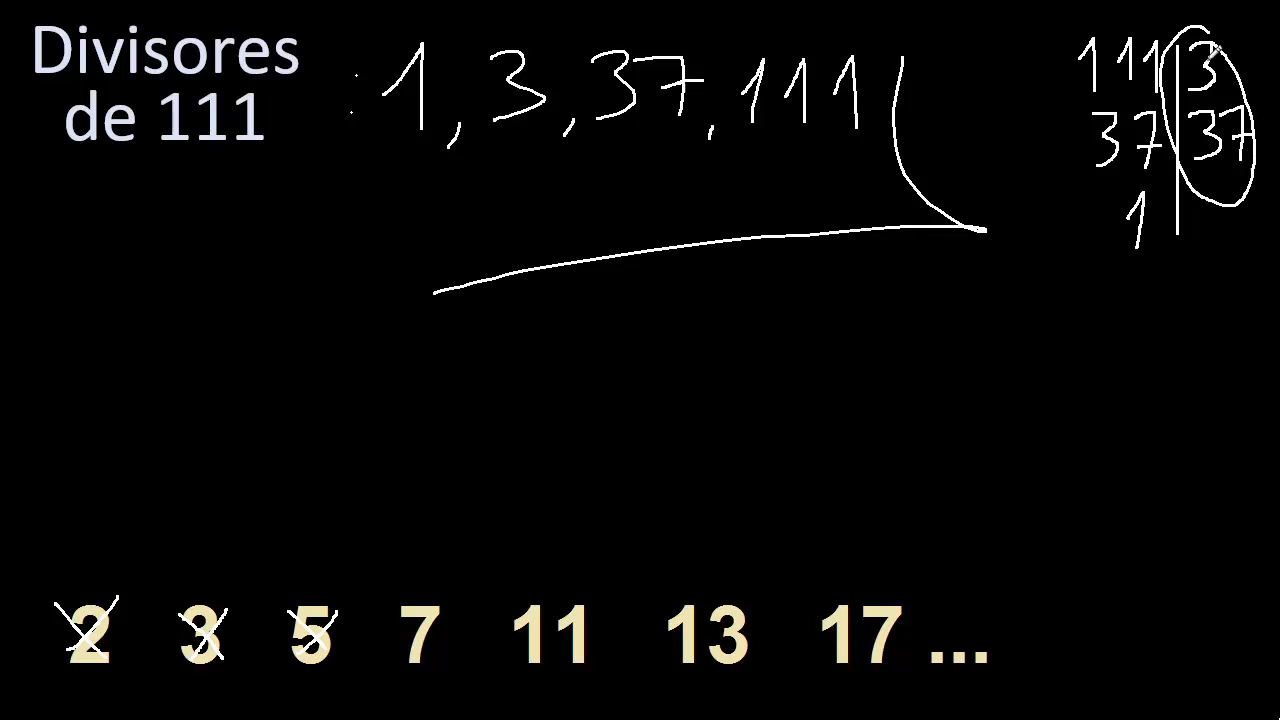 Divisores
de 111
: 1, 3, 37, 111
111 | 3
37 | 37
1
2 3 5 7 11 13 17 ...